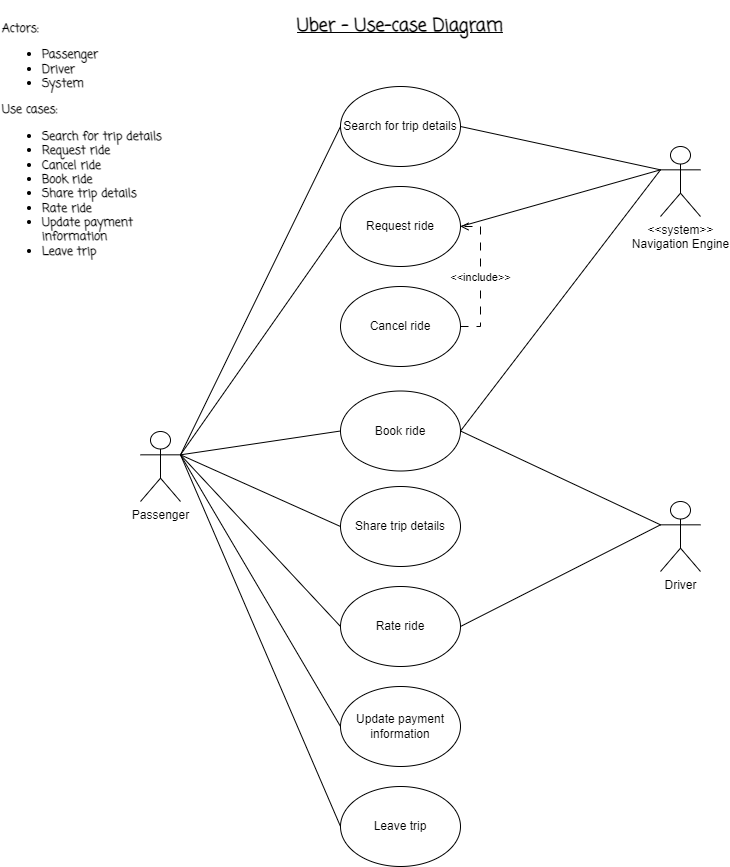 Uber - Use-case Diagram
Actors:
Passenger
Driver
System
Use cases:
Search for trip details
Request ride
Cancel ride
Book ride
Share trip details
Rate ride
Update payment
information
Leave trip
Search for trip details
Request ride
<<include>>
Cancel ride
Book ride
Share trip details
Rate ride
Update payment
information
Leave trip
Passenger
<<system>>
Navigation Engine
Driver